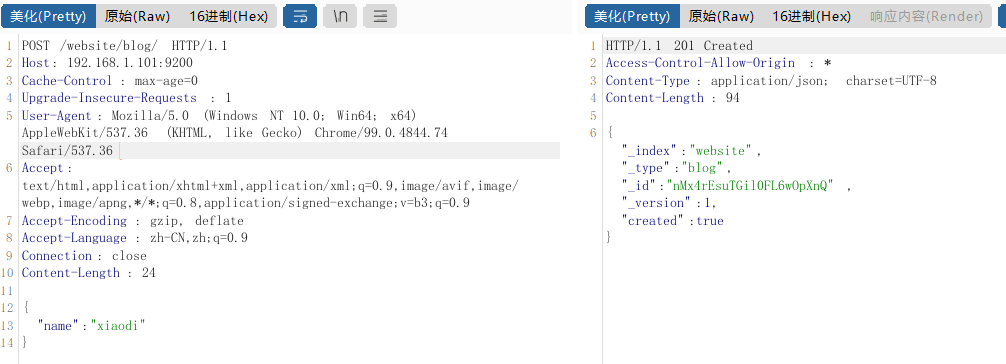 美化(Pretty) 原始(Raw) 16进制(Hex) \n
1 POST /website/blog/ HTTP/1.1
2 Host: 192.168.1.101:9200
3 Cache-Control : max-age=0
4 Upgrade-Insecure-Requests : 1
5 User-Agent : Mozilla/5.0 (Windows NT 10.0; Win64; x64)
AppleWebKit/537.36 (KHTML, like Gecko) Chrome/99.0.4844.74
Safari/537.36
6 Accept :
text/html,application/xhtml+xml,application/xml;q=0.9,image/avif,image/
webp,image/apng,*/*;q=0.8,application/signed-exchange;v=b3;q=0.9
7 Accept-Encoding : gzip, deflate
8 Accept-Language : zh-CN,zh;q=0.9
9 Connection : close
10 Content-Length : 24
11
12 {
13 "name" :"xiaodi"
14 }
美化(Pretty) 原始(Raw) 16进制(Hex) 响应内容(Render)
1 HTTP/1.1 201 Created
2 Access-Control-Allow-Origin : *
3 Content-Type : application/json; charset=UTF-8
4 Content-Length : 94
5
6 {
"_index" :"website" ,
"_type" :"blog" ,
"_id" :"nMx4rEsuTGil0FL6w0pXnQ" ,
"_version" :1,
"created" :true
}